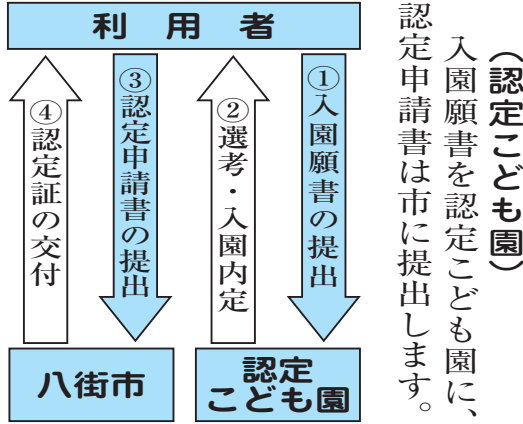 （認定こども園）
入園願書を認定こども園に、
認定申請書は市に提出します。
利用者
①入園願書の提出
②選考・入園内定
③認定申請書の提出
④認定証の交付
認定
こども園
八街市